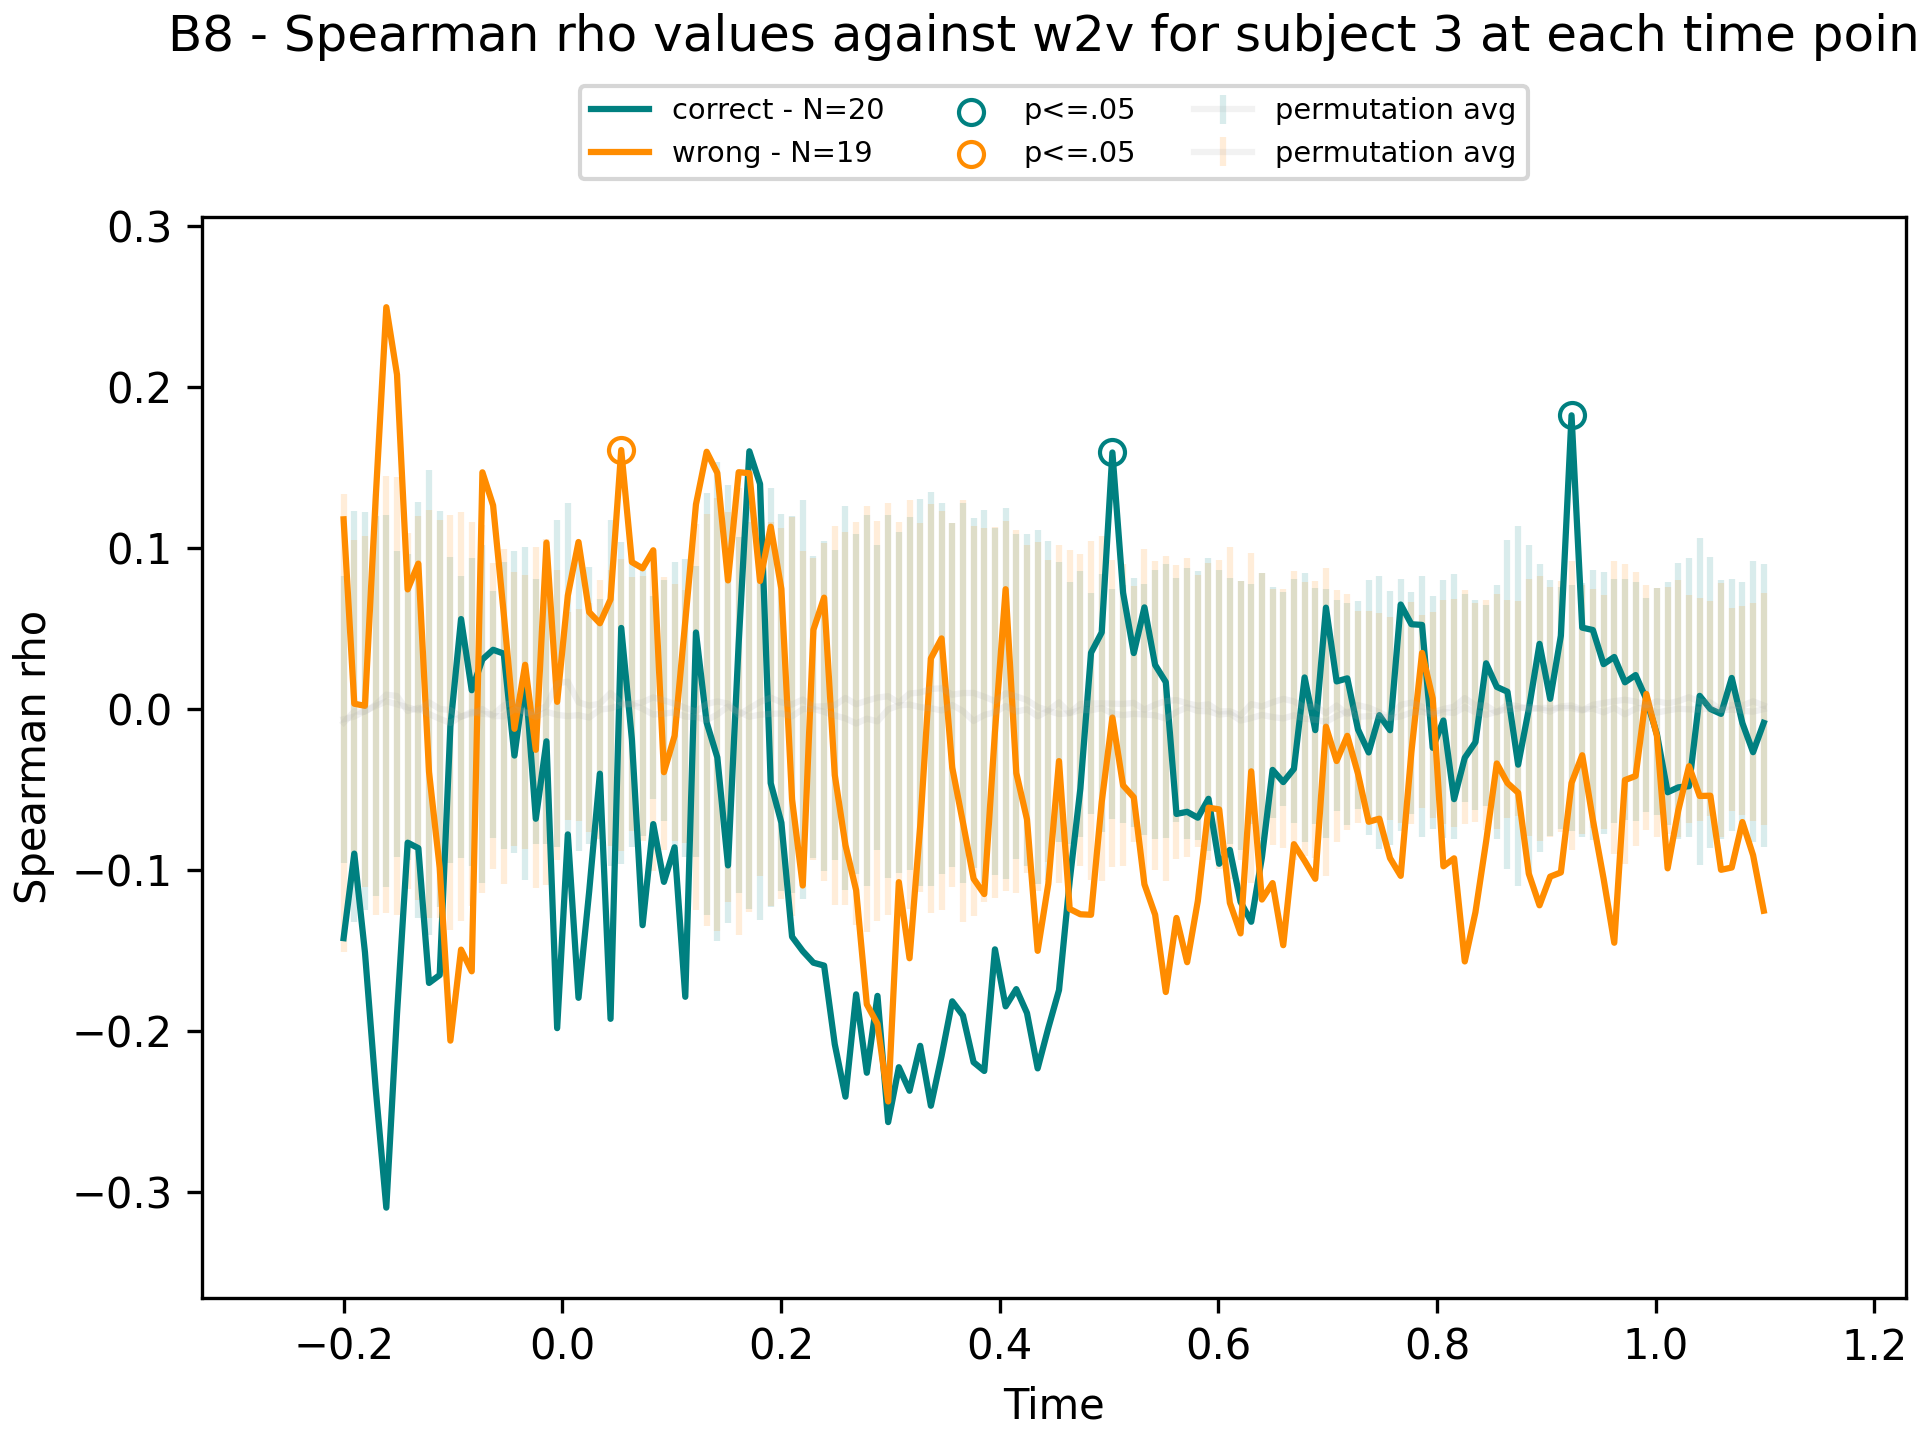 B8 - Spearman rho values against w2v for subject 3 at each time poin
correct - N=20 p<=.05 permutation avg
wrong - N=19 p<=.05 permutation avg
0.3
0.2
0.1
0.0
−0.1
−0.2
−0.3
Spearman rho
−0.2 0.0 0.2 0.4 0.6 0.8 1.0 1.2
Time